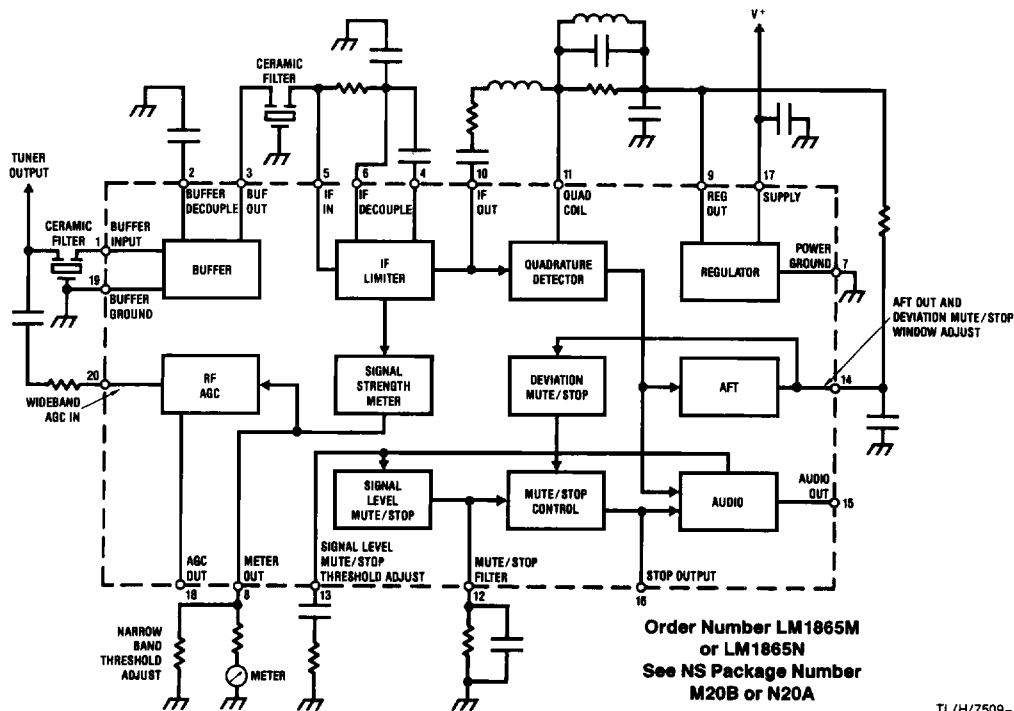 V+
CERAMIC
FILTER
TUNER
OUTPUT
2
3
5
6
4
10
11
9
17
BUFFER
DECOUPLE
BUF
OUT
IF
IN
IF
DECOUPLE
IF
OUT
QUAD
COIL
REG
OUT
SUPPLY
CERAMIC
FILTER
BUFFER
INPUT
1
19
BUFFER
GROUND
BUFFER
IF
LIMITER
QUADRATURE
DETECTOR
REGULATOR
POWER
GROUND
7
AFT OUT AND
DEVIATION MUTE/STOP
WINDOW ADJUST
20
WIDEBAND
AGC IN
RF
AGC
SIGNAL
STRENGTH
METER
DEVIATION
MUTE/STOP
AFT
14
SIGNAL
LEVEL
MUTE/STOP
MUTE/STOP
CONTROL
AUDIO
AUDIO
OUT
15
AGC
OUT
METER
OUT
SIGNAL LEVEL
MUTE/STOP
THRESHOLD ADJUST
MUTE/STOP
FILTER
STOP OUTPUT
18
8
13
12
16
NARROW
BAND
THRESHOLD
ADJUST
METER
Order Number LM1865M
or LM1865N
See NS Package Number
M20B or N20A
TL/H/7509–